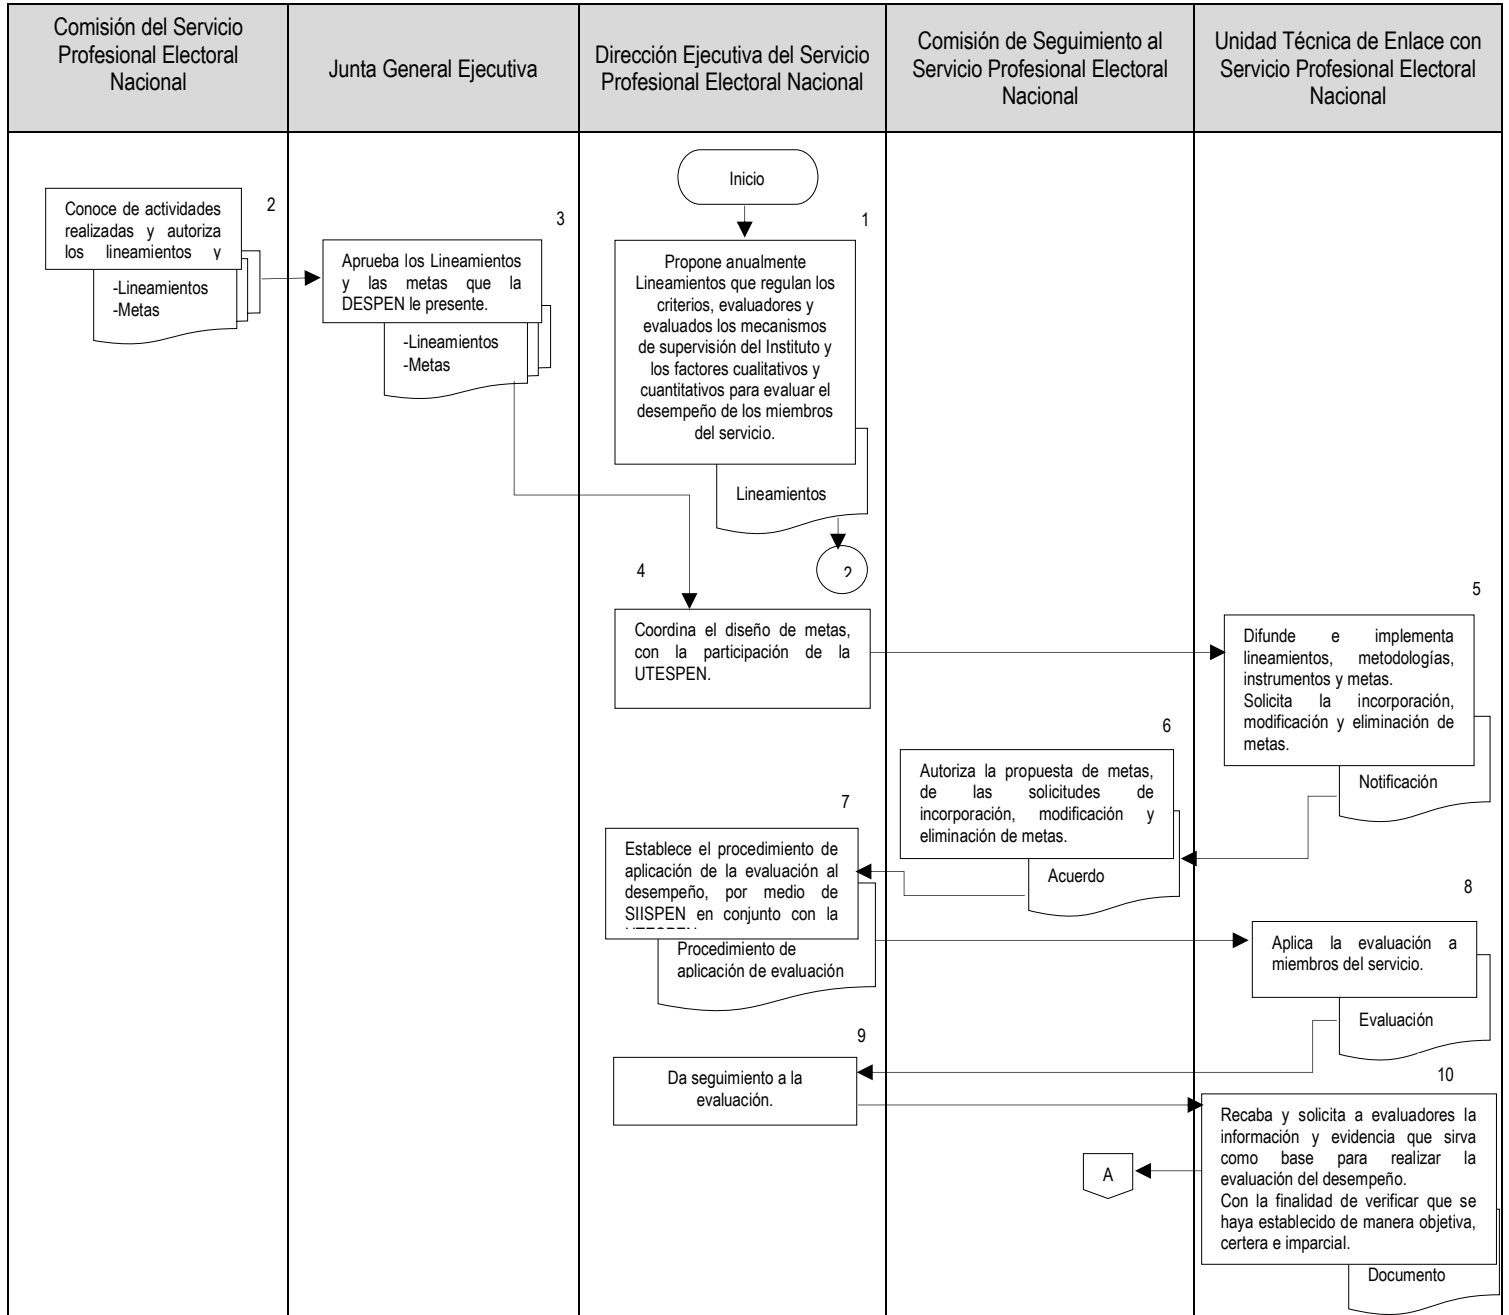 Comisión del Servicio
Profesional Electoral
Nacional
Junta General Ejecutiva
Dirección Ejecutiva del Servicio
Profesional Electoral Nacional
Comisión de Seguimiento al
Servicio Profesional Electoral
Nacional
Unidad Técnica de Enlace con
Servicio Profesional Electoral
Nacional
Inicio
1
Propone anualmente
Lineamientos que regulan los
criterios, evaluadores y
evaluados los mecanismos
de supervisión del Instituto y
los factores cualitativos y
cuantitativos para evaluar el
desempeño de los miembros
del servicio.
Lineamientos
2
2
Conoce de actividades
realizadas y autoriza
los lineamientos y
-Lineamientos
-Metas
3
Aprueba los Lineamientos
y las metas que la
DESPEN le presente.
-Lineamientos
-Metas
4
Coordina el diseño de metas,
con la participación de la
UTESPEN.
5
Difunde e implementa
lineamientos, metodologías,
instrumentos y metas.
Solicita la incorporación,
modificación y eliminación de
metas.
Notificación
6
Autoriza la propuesta de metas,
de las solicitudes de
incorporación, modificación y
eliminación de metas.
Acuerdo
7
Establece el procedimiento de
aplicación de la evaluación al
desempeño, por medio de
SIISPEN en conjunto con la
Procedimiento de
aplicación de evaluación
8
Aplica la evaluación a
miembros del servicio.
Evaluación
9
Da seguimiento a la
evaluación.
10
Recaba y solicita a evaluadores la
información y evidencia que sirva
como base para realizar la
evaluación del desempeño.
Con la finalidad de verificar que se
haya establecido de manera objetiva,
certera e imparcial.
Documento
A